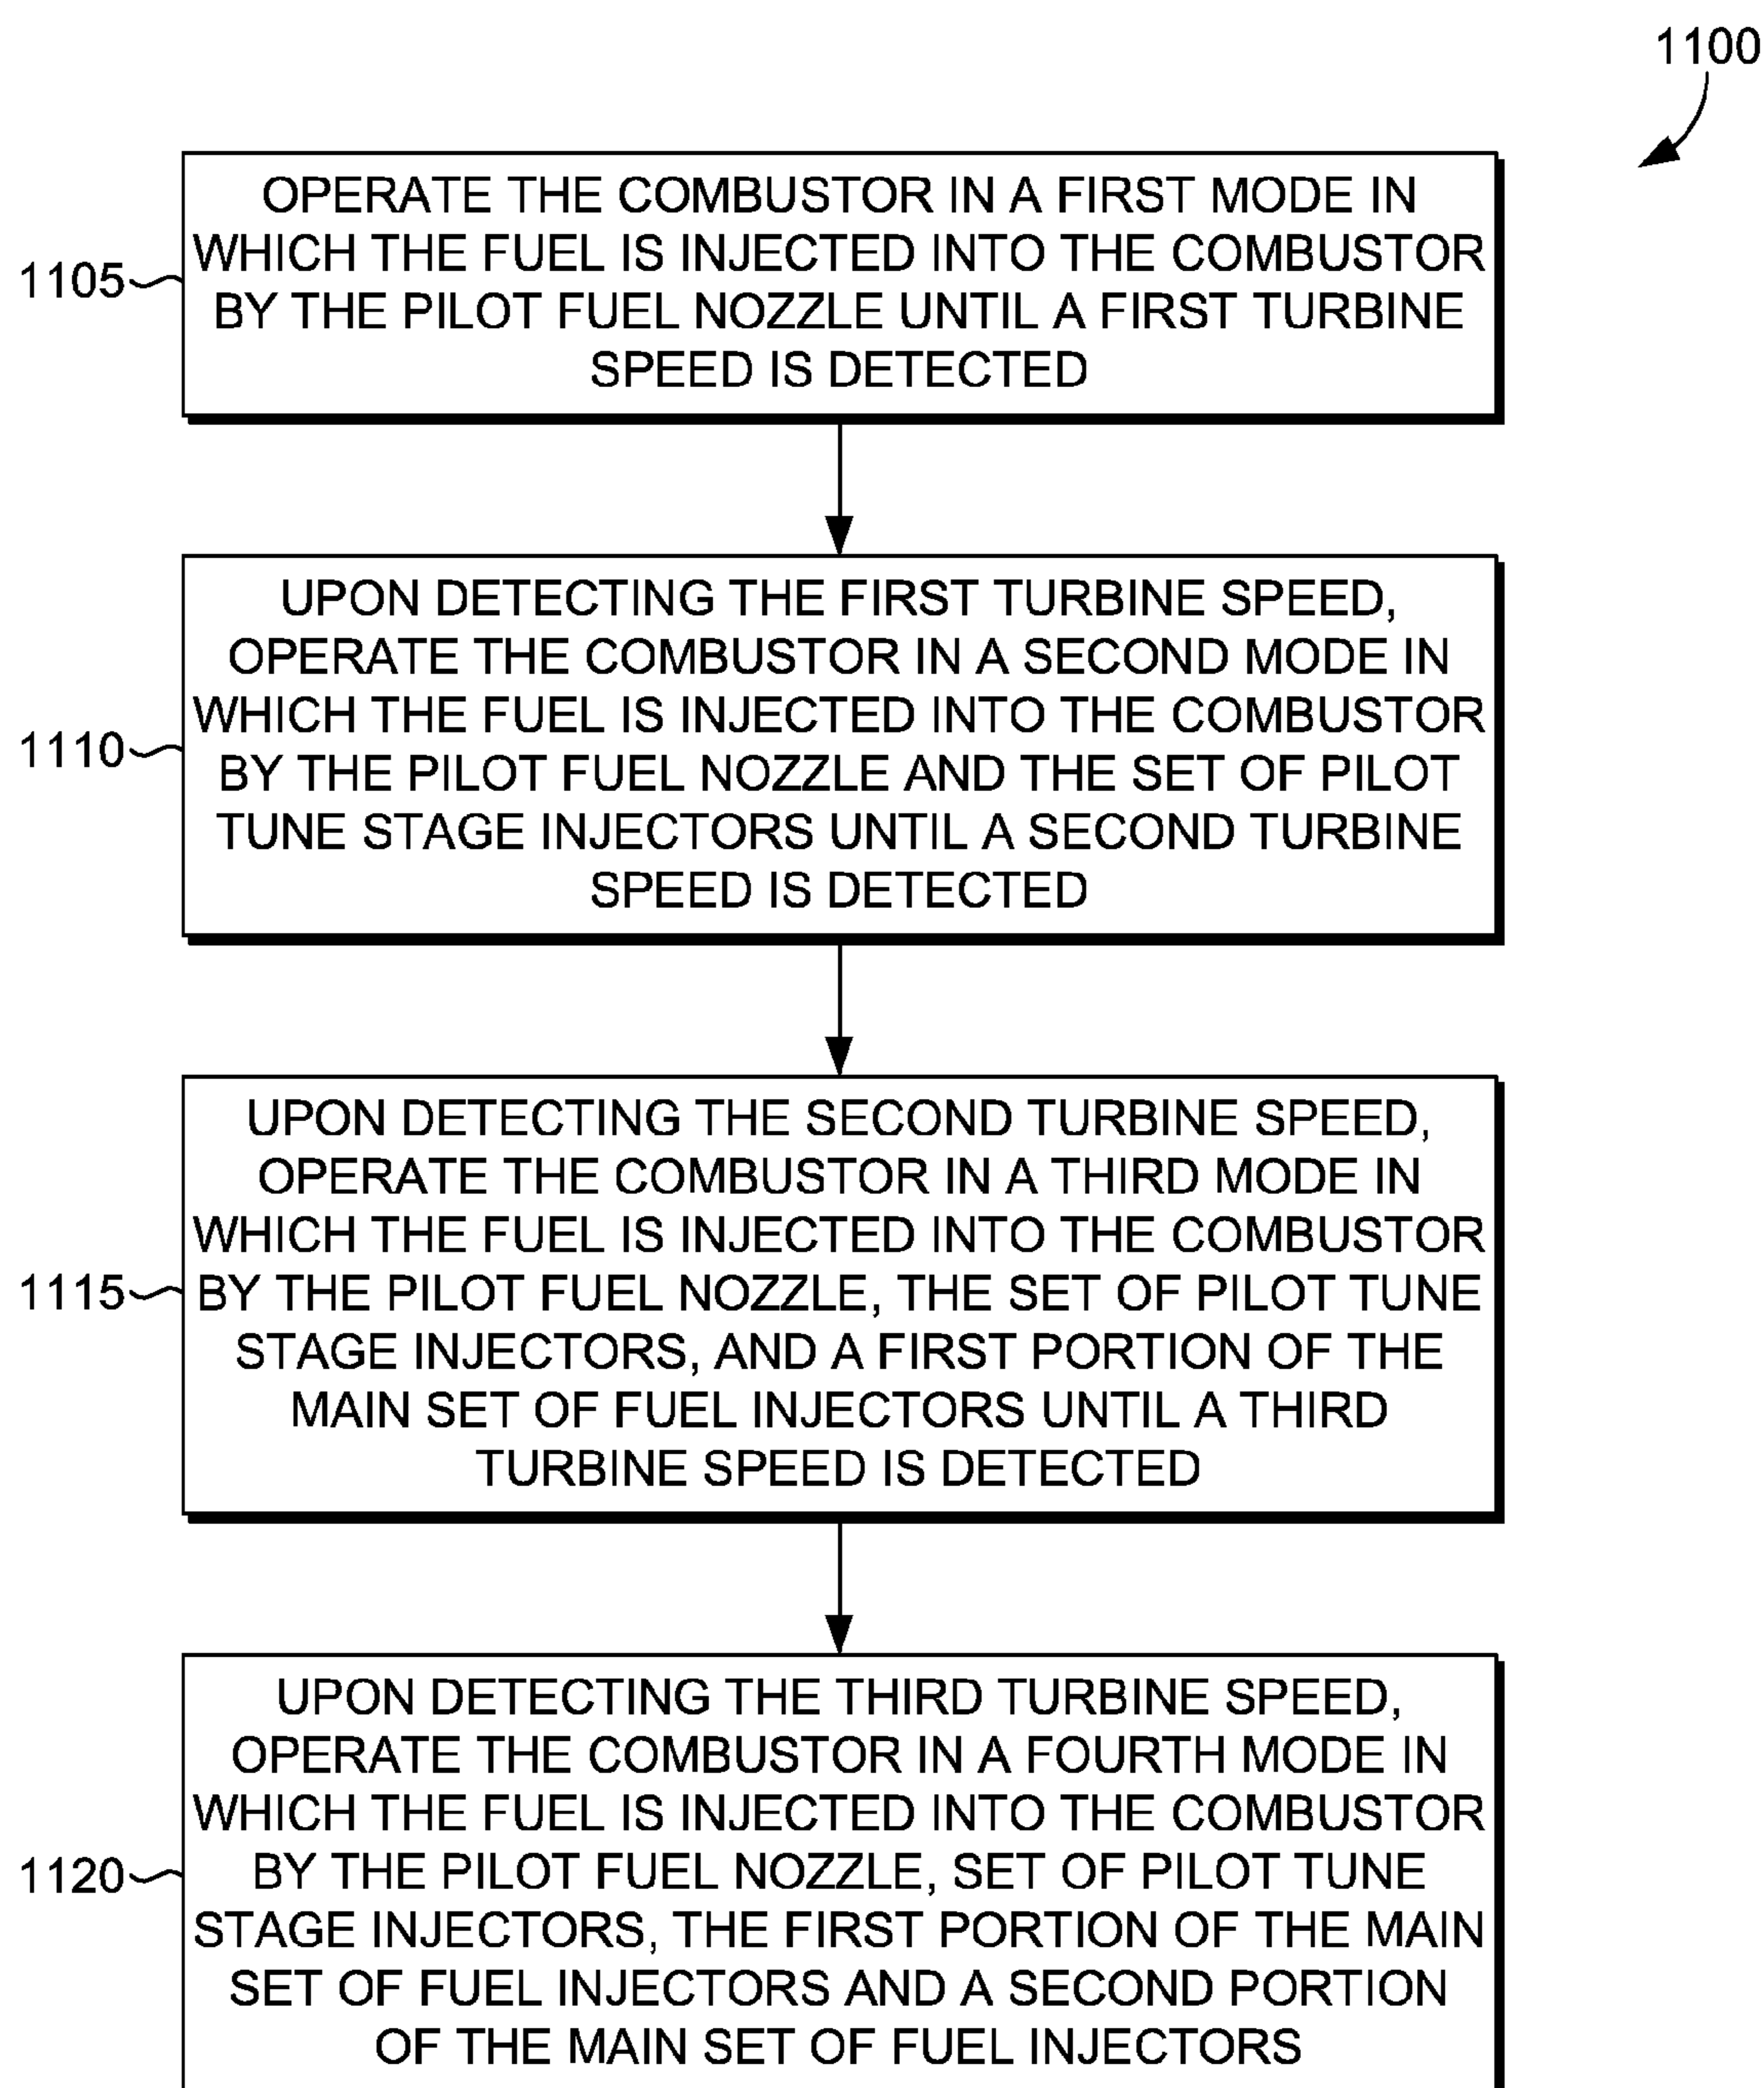 1100
OPERATE THE COMBUSTOR IN A FIRST MODE IN
WHICH THE FUEL IS INJECTED INTO THE COMBUSTOR
BY THE PILOT FUEL NOZZLE UNTIL A FIRST TURBINE
SPEED IS DETECTED
1105
UPON DETECTING THE FIRST TURBINE SPEED,
OPERATE THE COMBUSTOR IN A SECOND MODE IN
WHICH THE FUEL IS INJECTED INTO THE COMBUSTOR
BY THE PILOT FUEL NOZZLE AND THE SET OF PILOT
TUNE STAGE INJECTORS UNTIL A SECOND TURBINE
SPEED IS DETECTED
1110
UPON DETECTING THE SECOND TURBINE SPEED,
OPERATE THE COMBUSTOR IN A THIRD MODE IN
WHICH THE FUEL IS INJECTED INTO THE COMBUSTOR
BY THE PILOT FUEL NOZZLE, THE SET OF PILOT TUNE
STAGE INJECTORS, AND A FIRST PORTION OF THE
MAIN SET OF FUEL INJECTORS UNTIL A THIRD
TURBINE SPEED IS DETECTED
1115
UPON DETECTING THE THIRD TURBINE SPEED,
OPERATE THE COMBUSTOR IN A FOURTH MODE IN
WHICH THE FUEL IS INJECTED INTO THE COMBUSTOR
BY THE PILOT FUEL NOZZLE, SET OF PILOT TUNE
STAGE INJECTORS, THE FIRST PORTION OF THE MAIN
SET OF FUEL INJECTORS AND A SECOND PORTION
OF THE MAIN SET OF FUEL INJECTORS
1120